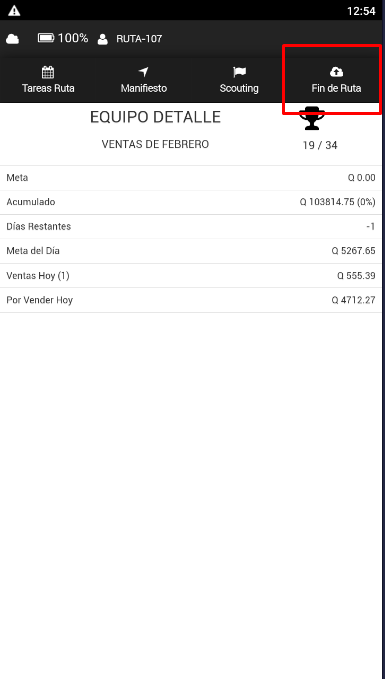 12:54
100% RUTA-107
Tareas Ruta Manifiesto Scouting Fin de Ruta
EQUIPO DETALLE
VENTAS DE FEBRERO 19 / 34
Meta Q 0.00
Acumulado Q 103814.75 (0%)
Días Restantes -1
Meta del Día Q 5267.65
Ventas Hoy (1) Q 555.39
Por Vender Hoy Q 4712.27